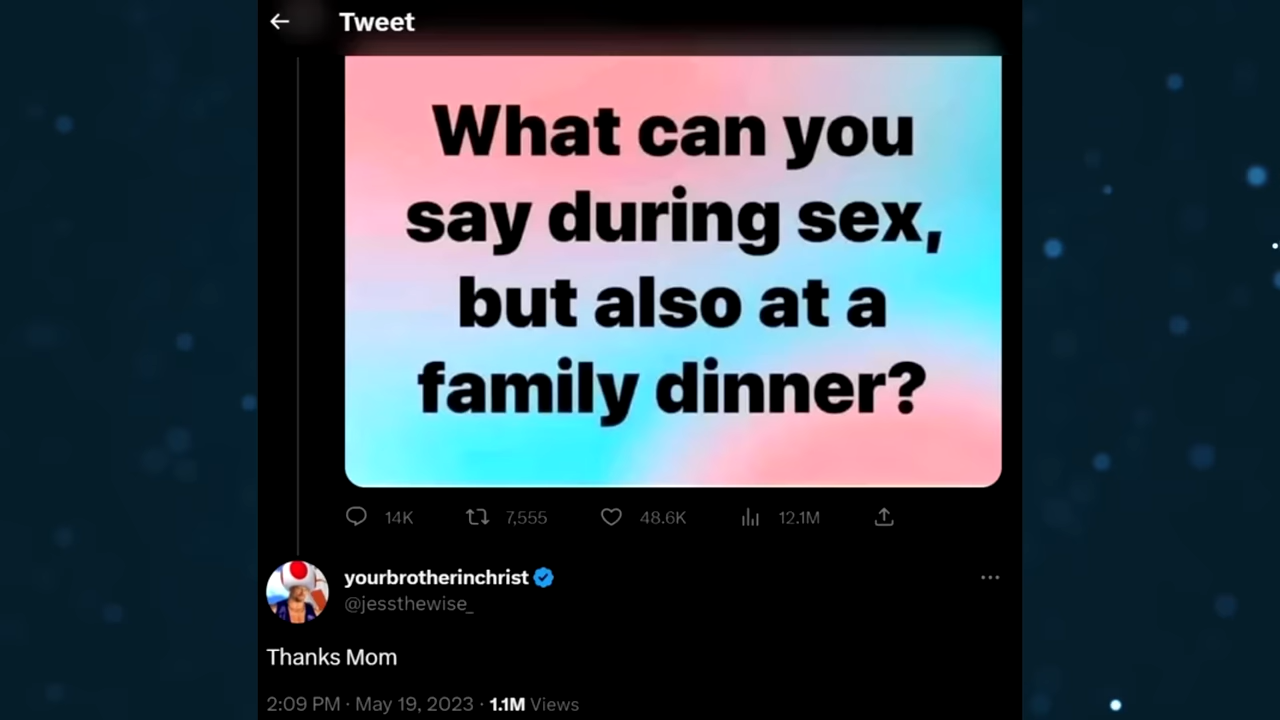 Tweet
What can you
say during sex,
but also at a
family dinner?
14K 7,555 48.6K 12.1M
yourbrotherinchrist
@jessthewise_
Thanks Mom
2:09 PM · May 19, 2023 · 1.1M Views